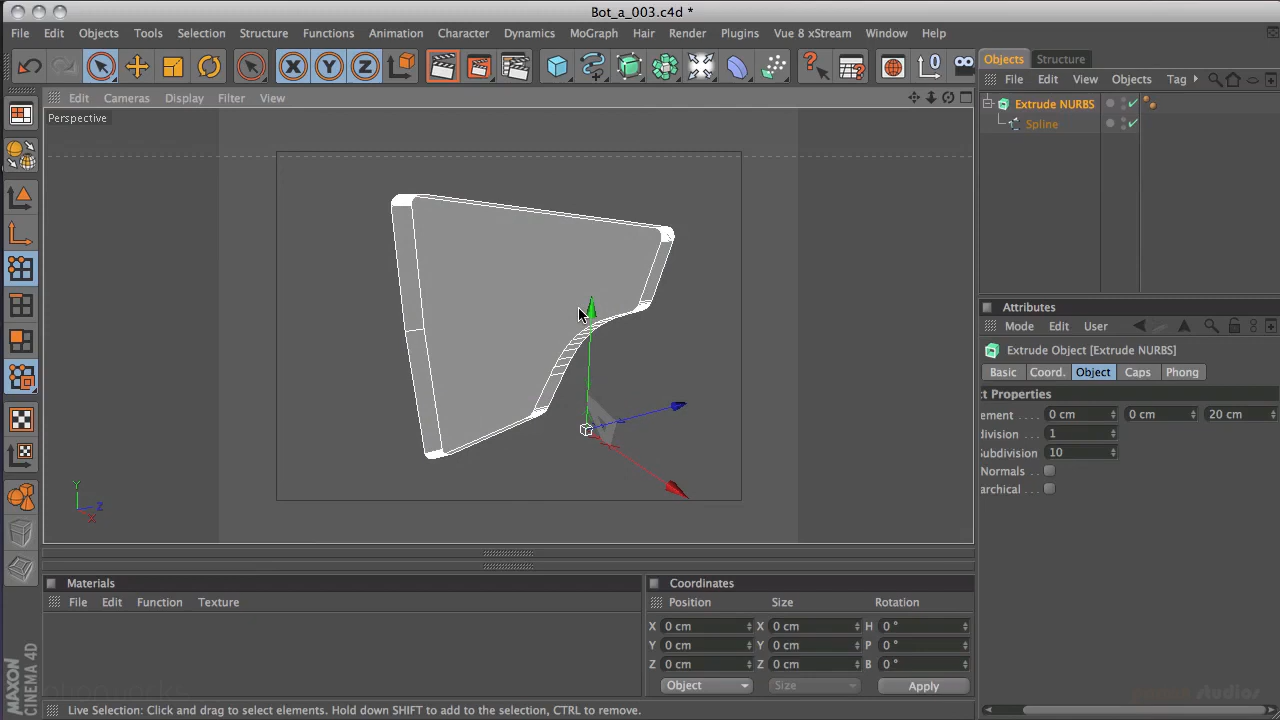 Bot_a_003.c4d *
File Edit Objects Tools Selection Structure Functions Animation Character Dynamics MoGraph Hair Render Plugins Vue 8 xStream Window Help
X Y Z
Objects Structure
File Edit View Objects Tag
Extrude NURBS
Spline
Edit Cameras Display Filter View
Perspective
Y
Z
X
Attributes
Mode Edit User
Extrude Object [Extrude NURBS]
Basic Coord. Object Caps Phong
ct Properties
ement 0 cm 0 cm 20 cm
division 1
Subdivision 10
Normals
archical
Materials
File Edit Function Texture
Coordinates
Position Size Rotation
X 0 cm X 0 cm H 0 °
Y 0 cm Y 0 cm P 0 °
Z 0 cm Z 0 cm B 0 °
Object Size Apply
MAXON
CINEMA 4D
studios
Live Selection: Click and drag to select elements. Hold down SHIFT to add to the selection, CTRL to remove.